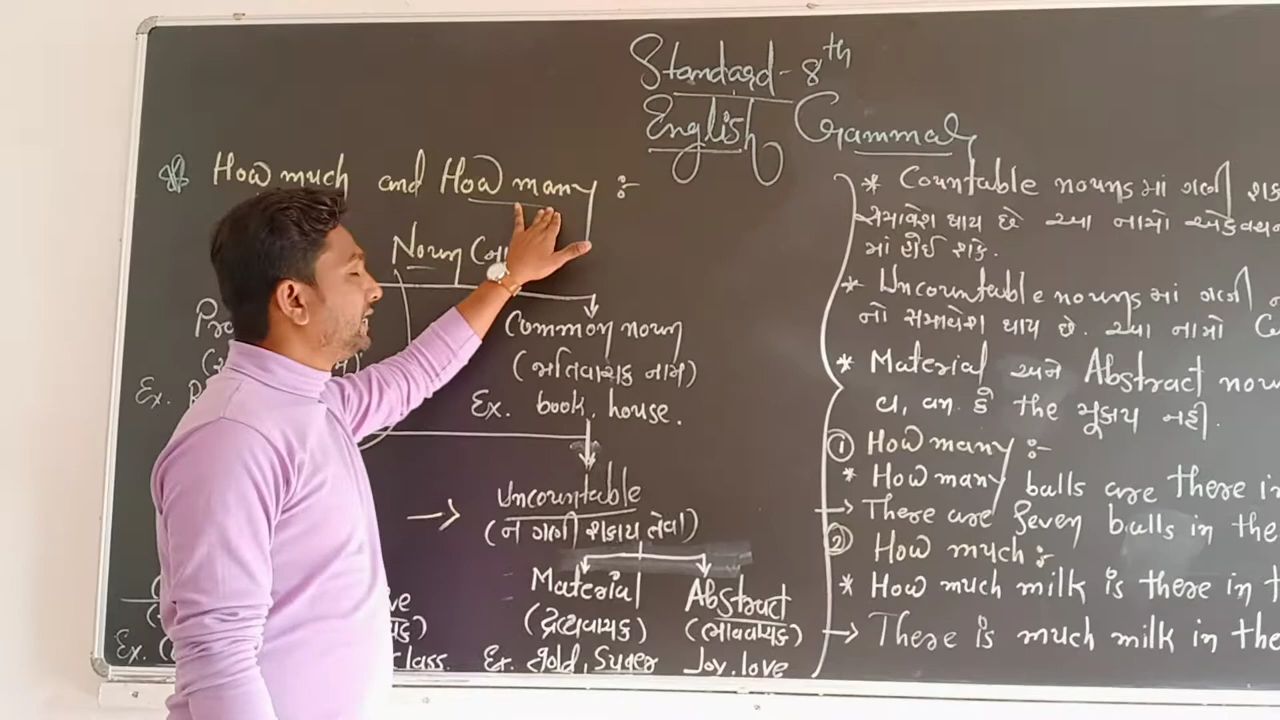 Standard-8th
English Grammar
* How much and How many :-
Noun
Common noun
(જાતિવાચક નામ)
Ex. book, house.
→ Uncountable
(ન ગણી શકાય તેવા)
Material
(દ્રવ્યવાચક)
Ex. gold, Suger
Abstract
(ભાવવાચક)
Joy, love
class.
* Countable nouns માં ગણી
સમાવેશ થાય છે આ નામો એકવચન
માં હોઈ શકે.
* Uncountable nouns માં ગણી ન
નો સમાવેશ થાય છે. આ નામો
* Material અને Abstract
a, an કે the મૂકાય નહી.
① How many :-
* How many balls are there in
→ There are seven balls in the
② How much :-
* How much milk is there in
→ There is much milk in the